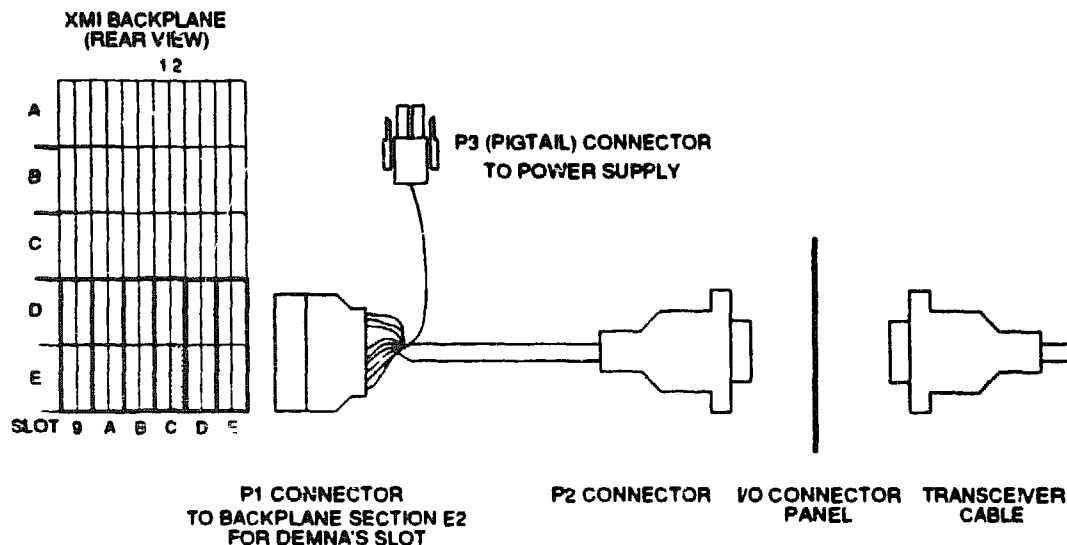 XMI BACKPLANE
(REAR VIEW)
1 2
A
B
C
D
E
SLOT 9 A B C D E
P3 (PIGTAIL) CONNECTOR
TO POWER SUPPLY
P1 CONNECTOR
TO BACKPLANE SECTION E2
FOR DEMNA'S SLOT
P2 CONNECTOR
I/O CONNECTOR
PANEL
TRANSCEIVER
CABLE